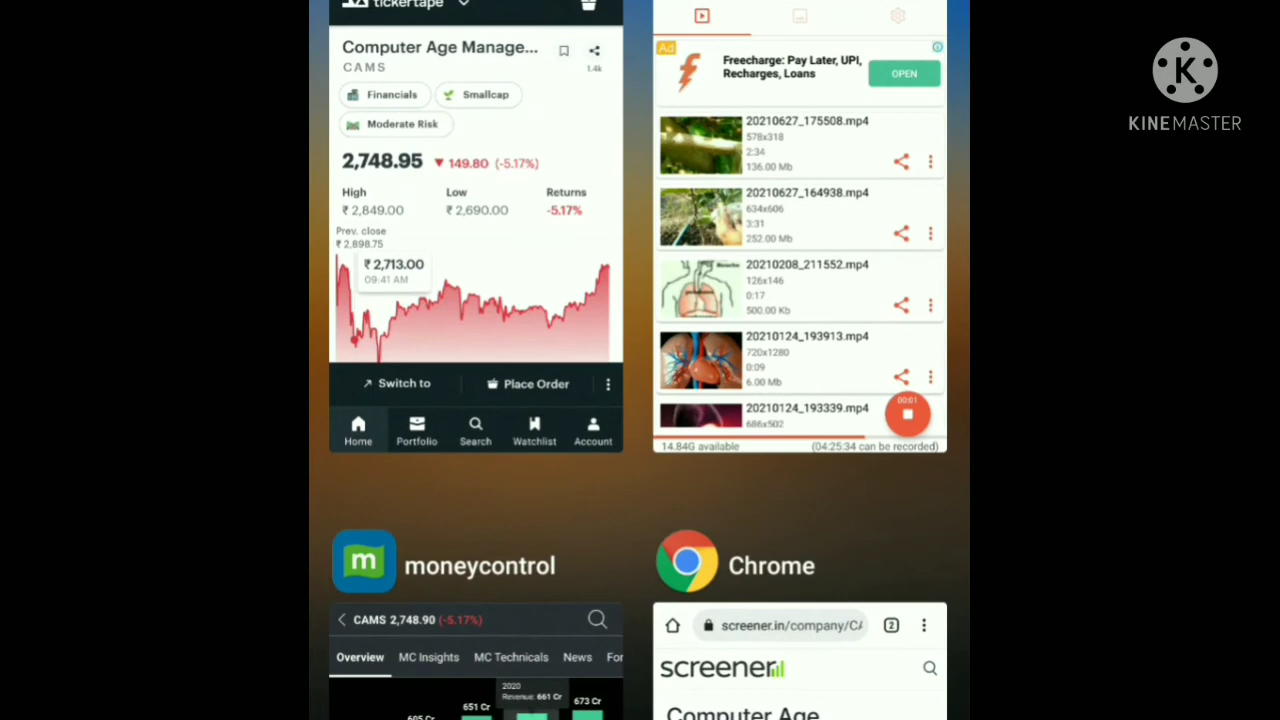 tickertape
Computer Age Manage...
CAMS
1.4k
Financials
Smallcap
Moderate Risk
2,748.95 ▼ 149.80 (-5.17%)
High
Low
Returns
₹ 2,849.00
₹ 2,690.00
-5.17%
Prev. close
₹ 2,898.75
₹ 2,713.00
09:41 AM
Switch to
Place Order
Home
Portfolio
Search
Watchlist
Account
Ad
Freecharge: Pay Later, UPI,
Recharges, Loans
OPEN
20210627_175508.mp4
578x318
2:34
136.00 Mb
20210627_164938.mp4
634x606
3:31
252.00 Mb
20210208_211552.mp4
126x146
0:17
500.00 Kb
20210124_193913.mp4
720x1280
0:09
6.00 Mb
20210124_193339.mp4
686x502
00:01
14.84G available
(04:25:34 can be recorded)
K
KINEMASTER
m
moneycontrol
Chrome
CAMS 2,748.90 (-5.17%)
Overview
MC Insights
MC Technicals
News
For
2020
Revenue: 661 Cr
605 Cr
651 Cr
673 Cr
screener.in/company/CA
2
screener
Computer Age